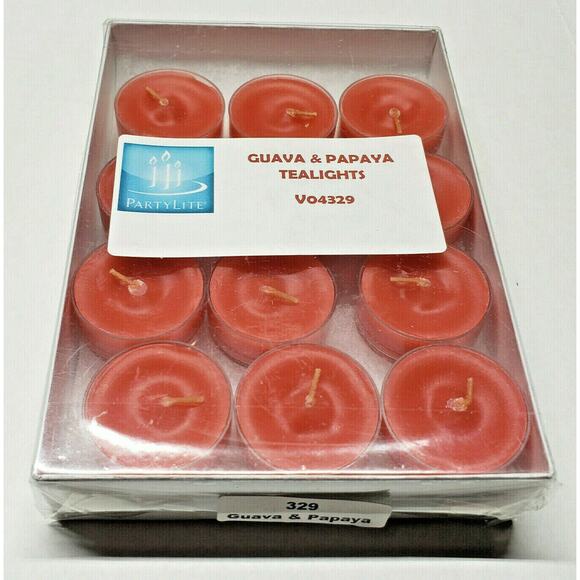 GUAVA & PAPAYA
TEALIGHTS
V04329
PARTYLITE®
329
Guava & Papaya